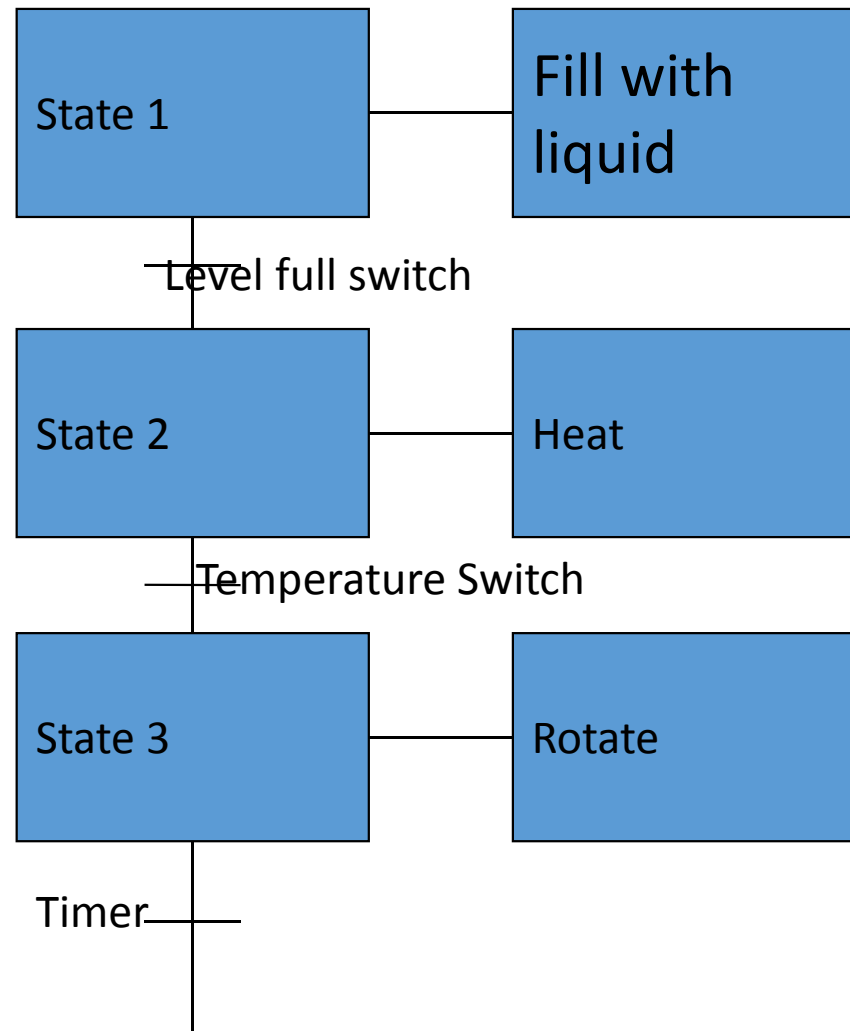 State 1
Fill with
liquid
Level full switch
State 2
Heat
Temperature Switch
State 3
Rotate
Timer